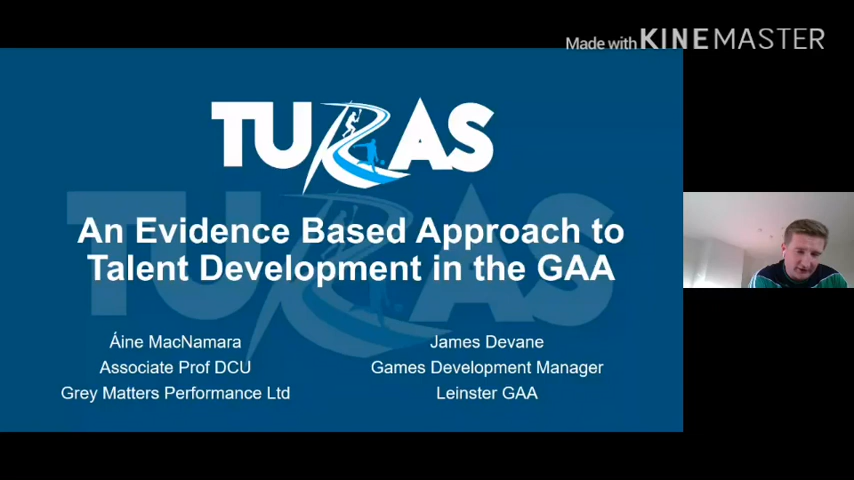 Made with KINEMASTER
TURAS
An Evidence Based Approach to
Talent Development in the GAA
Áine MacNamara
Associate Prof DCU
Grey Matters Performance Ltd
James Devane
Games Development Manager
Leinster GAA